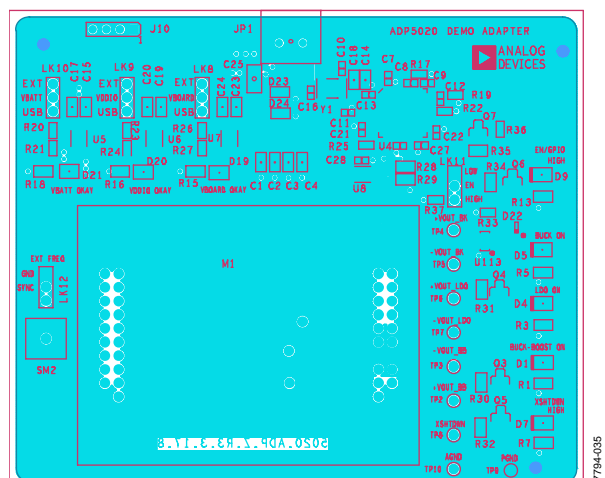 J10
JP1
ADP5020 DEMO ADAPTER
ANALOG
DEVICES
LK10
C17
C15
LK9
C20
C19
LK8
C24
C23
C25
D23
D24
C16
C10
C18
C14
Y1
C13
C7
C8
R17
C9
C12
R19
R22
EXT
VBATT
USB
EXT
VDDIO
USB
EXT
VBOARD
USB
R20
R21
U5
C28
R24
U6
R26
R27
U7
C11
C21
R25
U4
C22
C27
Q7
R36
R35
C28
R28
R29
U8
LK11
LOW
EN
HIGH
R34
Q6
EN/GPIO
HIGH
D9
R13
R18
D21
VBATT OKAY
R16
D20
VDDIO OKAY
R15
D19
VBOARD OKAY
C1
C2
C3
C4
R37
+VOUT_BK
TP4
R33
D22
BUCK ON
D5
U113
-VOUT_BK
TP5
R5
M1
EXT FREQ
GND
SYNC
LK12
+VOUT_LDO
TP6
Q4
R31
LDO ON
D4
-VOUT_LDO
TP7
R3
SM2
-VOUT_BB
TP3
BUCK-BOOST ON
Q3
D1
+VOUT_BB
TP2
R30
R1
Q5
XSHTDWN
HIGH
D7
XSHTDWN
TP8
R32
R7
5020_ADP_Z_R3_3_17_8
AGND
TP10
PGND
TP9
7794-035